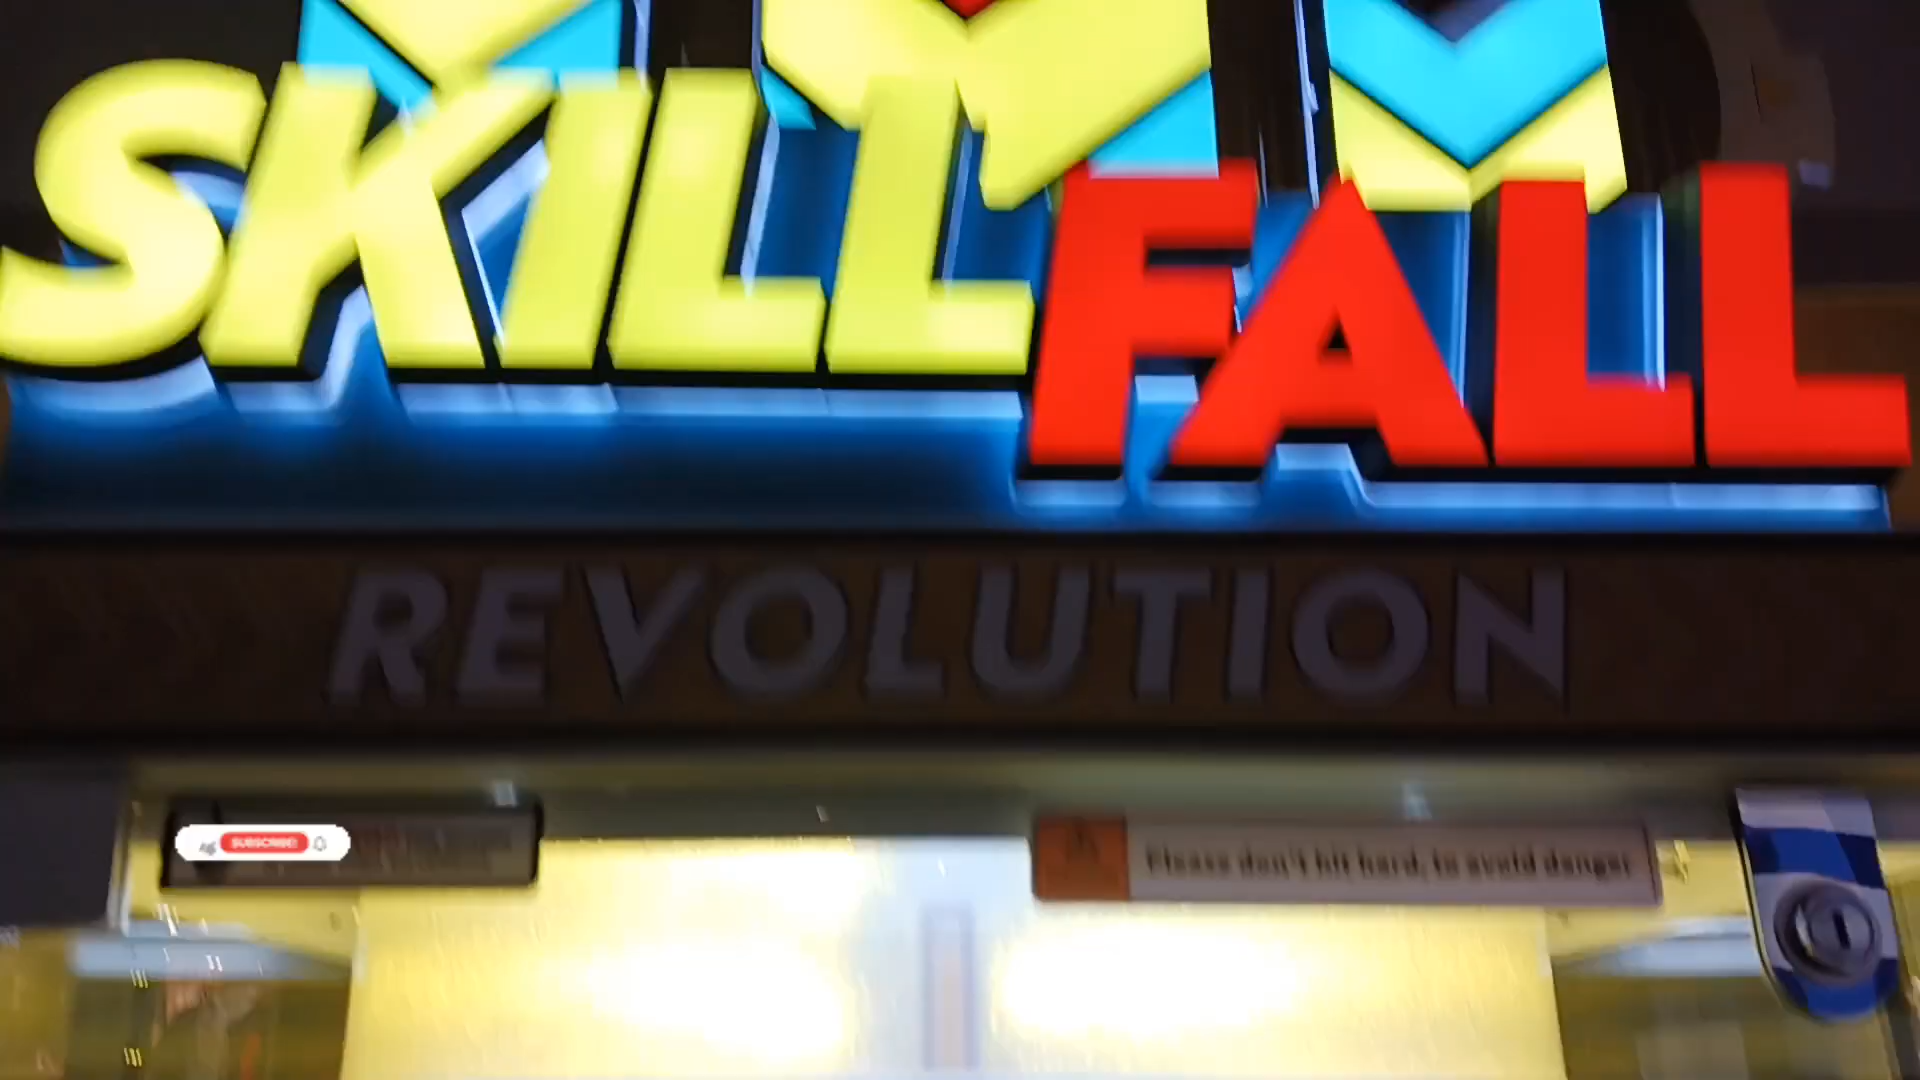 SKILL
FALL
REVOLUTION
SUBSCRIBE!
Please don't hit hard, to avoid danger